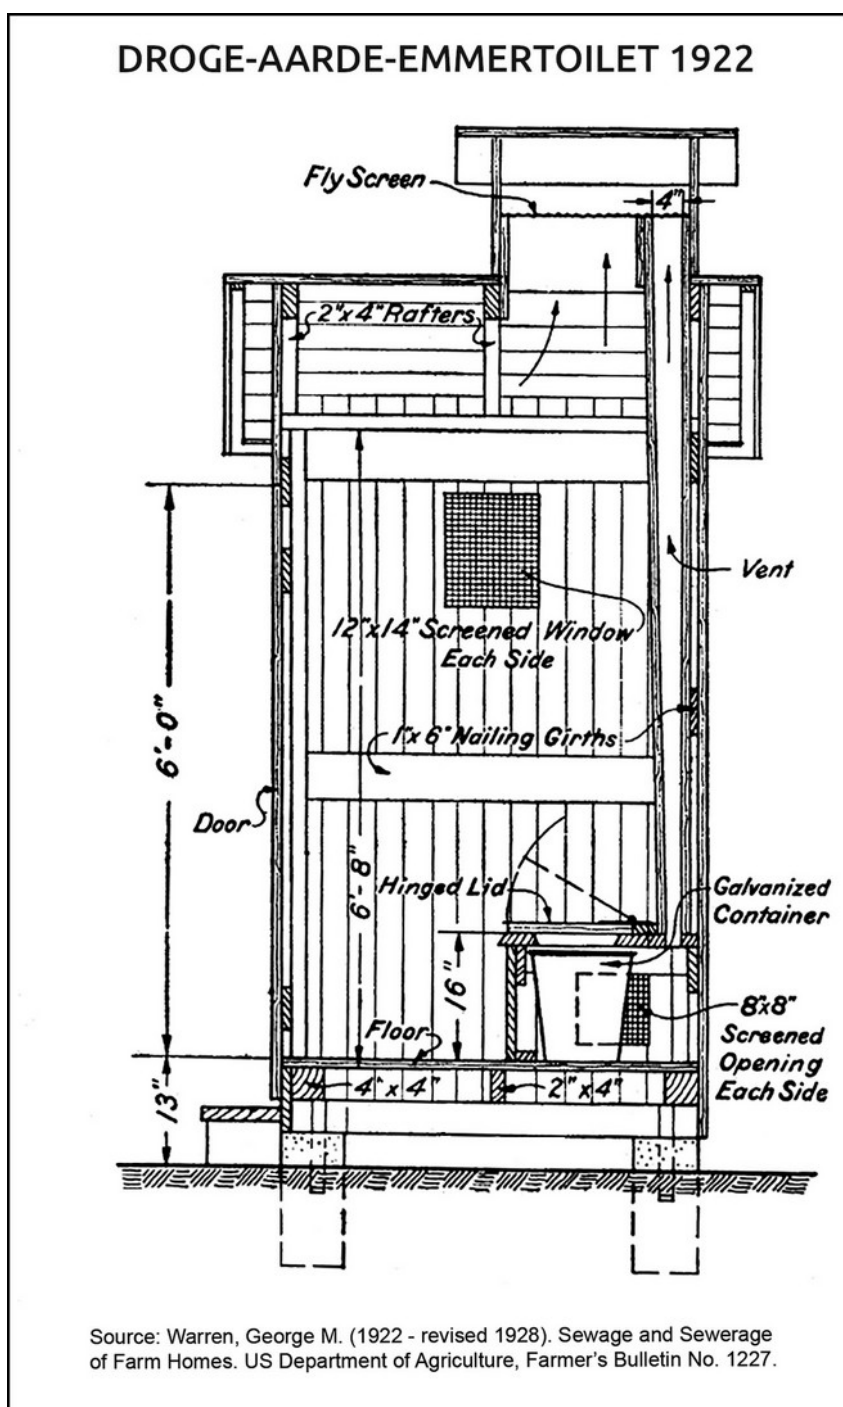 DROGE-AARDE-EMMERTOILET 1922
Fly Screen
4"
2"x4" Rafters
Vent
12"x14" Screened Window
Each Side
6'-0"
1"x6" Nailing Girths
Door
6'-8"
Hinged Lid
Galvanized
Container
16"
8"x8"
Screened
Opening
Each Side
Floor
13"
4"x4"
2"x4"
Source: Warren, George M. (1922 - revised 1928). Sewage and Sewerage
of Farm Homes. US Department of Agriculture, Farmer's Bulletin No. 1227.